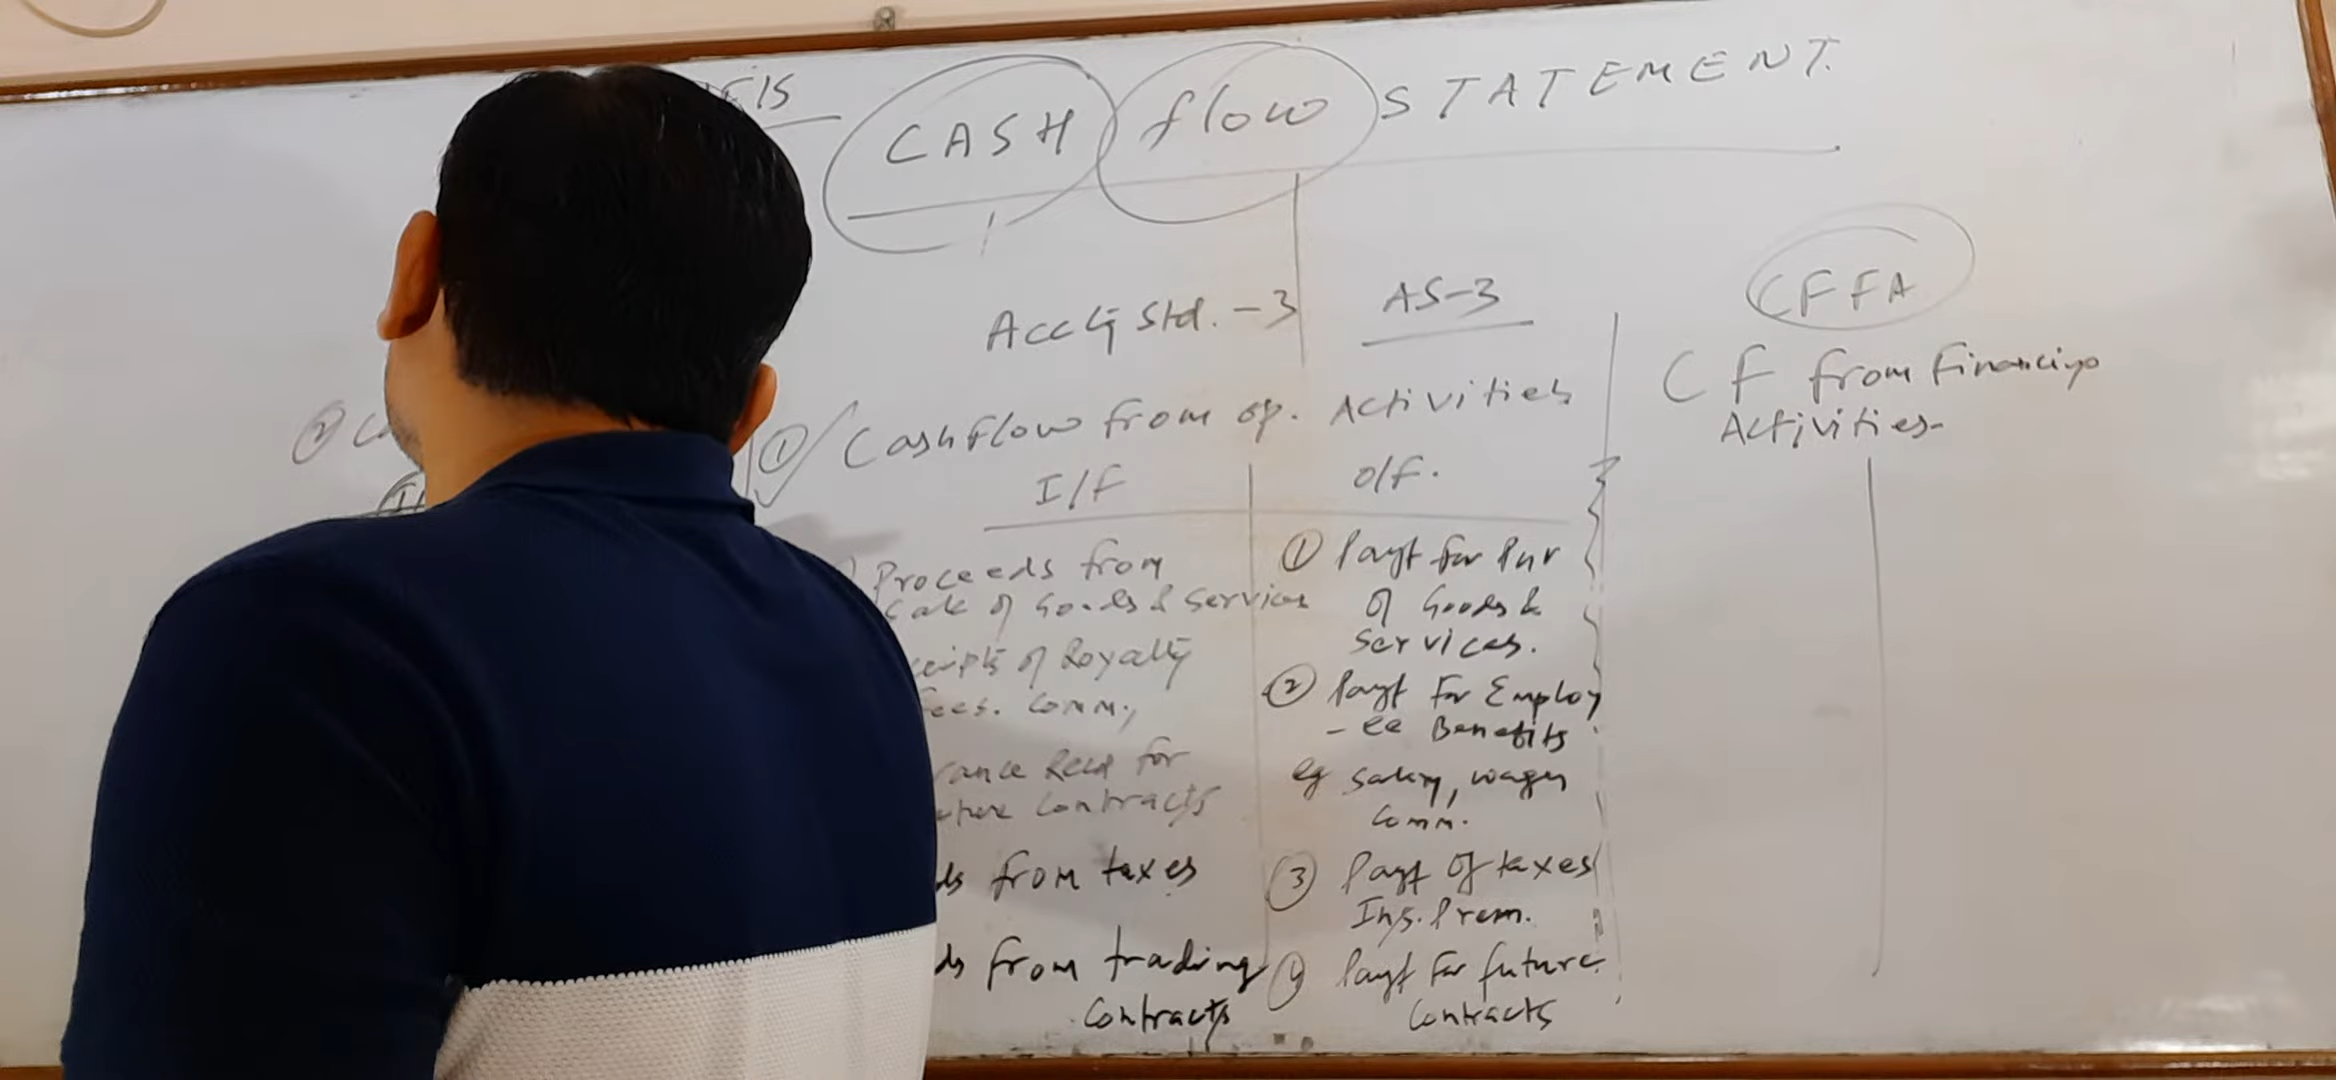 CASH flow STATEMENT.
Acctg Std. - 3
AS-3
CFFA
CF from Financing
Activities-
②
① Cashflow from op. Activities
I/F
O/F.
Proceeds from
Sale of Goods & Services
ceipts of Royalty
Fees. Comm.,
vance Recd for
uture Contracts
ds from taxes
ds from trading
Contracts
① Payt for Pur
of Goods &
Services.
② Payt for Employ
- ee Benefits
eg Salary, wages
Comm.
③ Payt of taxes
Ins. Prem.
④ Payt for future
Contracts